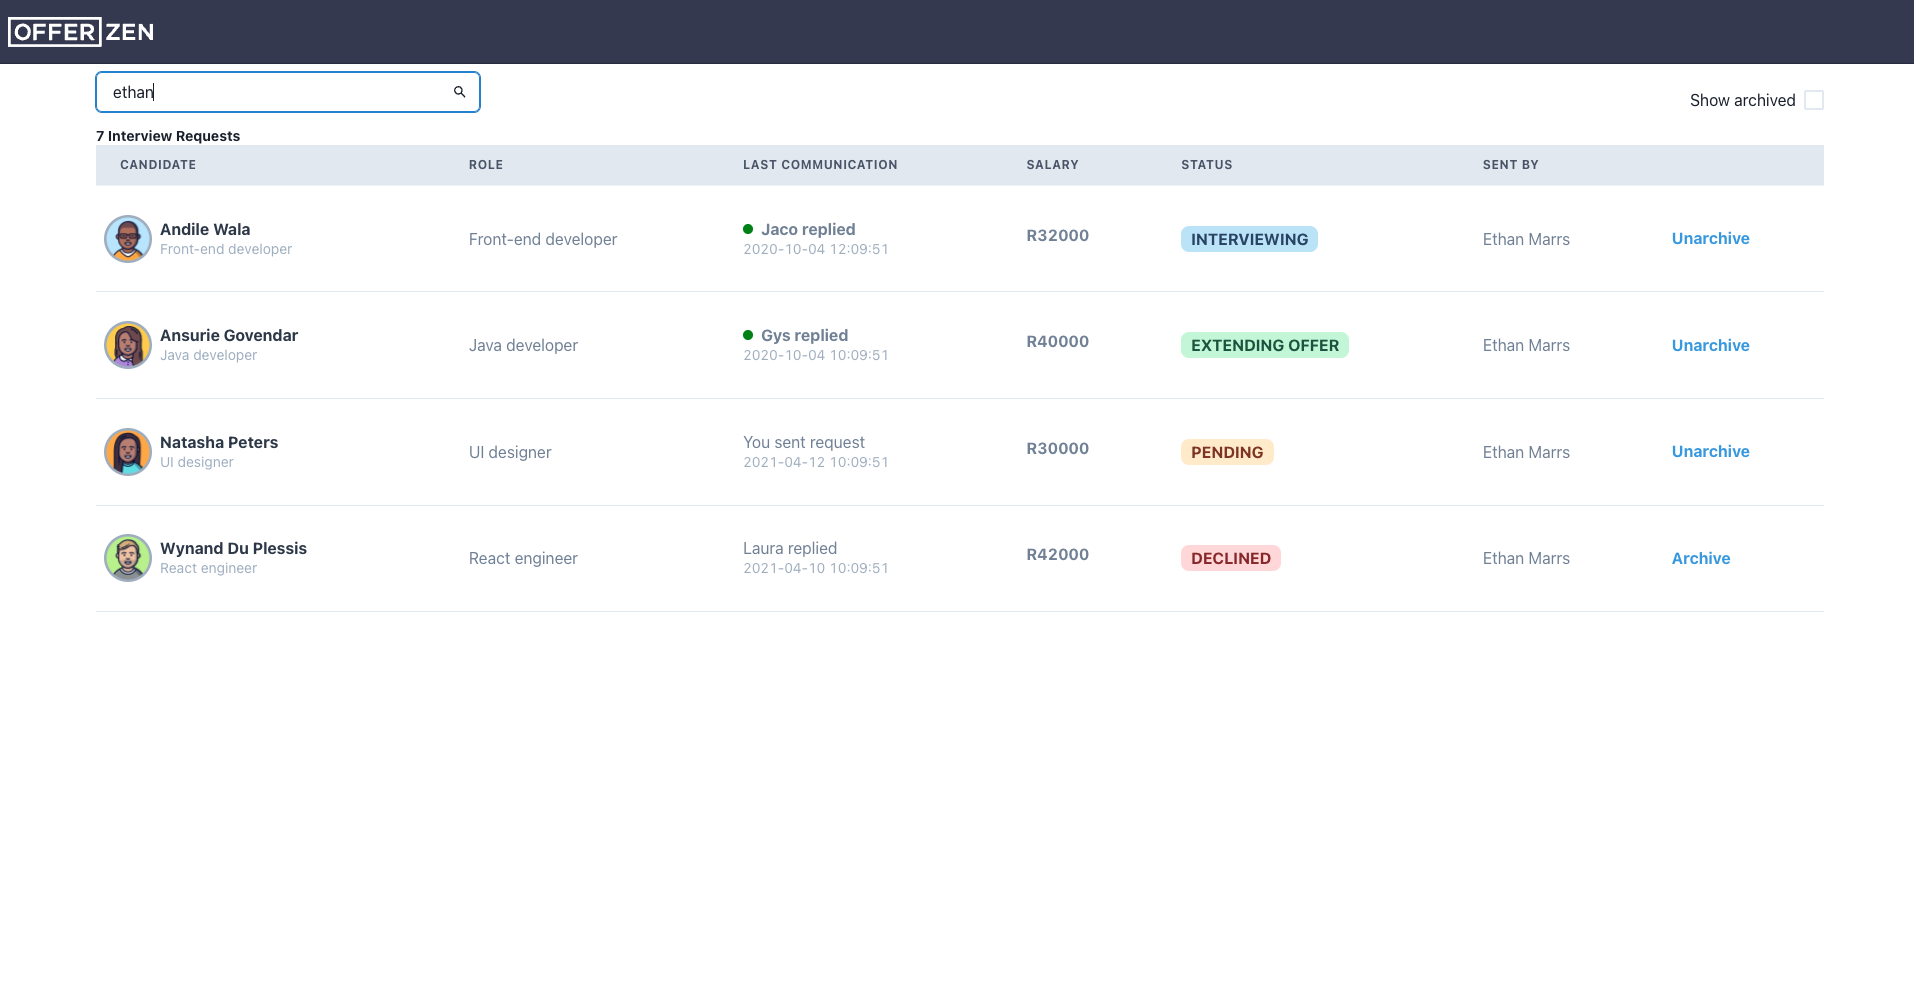 OFFER ZEN
ethan
Show archived
7 Interview Requests
CANDIDATE ROLE LAST COMMUNICATION SALARY STATUS SENT BY
Andile Wala
Front-end developer
Front-end developer
Jaco replied
2020-10-04 12:09:51
R32000
INTERVIEWING
Ethan Marrs
Unarchive
Ansurie Govendar
Java developer
Java developer
Gys replied
2020-10-04 10:09:51
R40000
EXTENDING OFFER
Ethan Marrs
Unarchive
Natasha Peters
UI designer
UI designer
You sent request
2021-04-12 10:09:51
R30000
PENDING
Ethan Marrs
Unarchive
Wynand Du Plessis
React engineer
React engineer
Laura replied
2021-04-10 10:09:51
R42000
DECLINED
Ethan Marrs
Archive